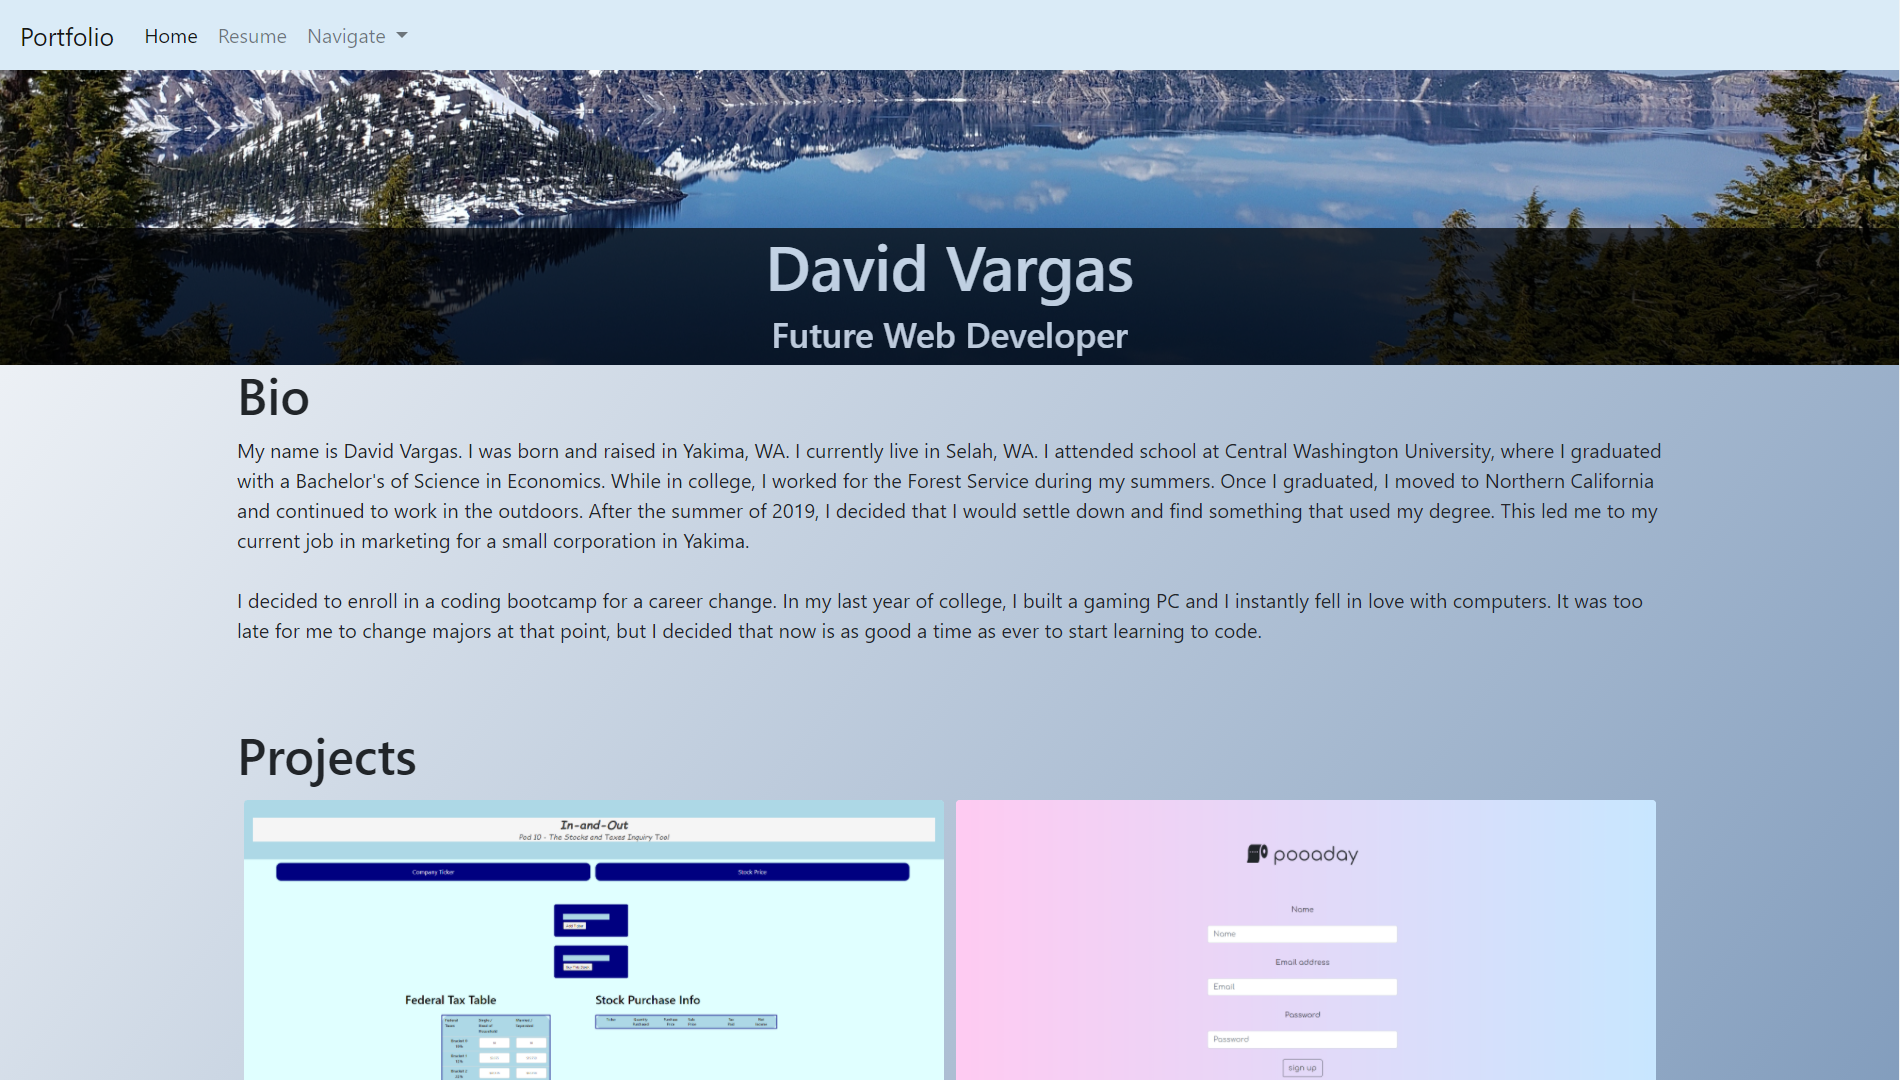 Portfolio Home Resume Navigate
David Vargas
Future Web Developer
Bio
My name is David Vargas. I was born and raised in Yakima, WA. I currently live in Selah, WA. I attended school at Central Washington University, where I graduated
with a Bachelor's of Science in Economics. While in college, I worked for the Forest Service during my summers. Once I graduated, I moved to Northern California
and continued to work in the outdoors. After the summer of 2019, I decided that I would settle down and find something that used my degree. This led me to my
current job in marketing for a small corporation in Yakima.
I decided to enroll in a coding bootcamp for a career change. In my last year of college, I built a gaming PC and I instantly fell in love with computers. It was too
late for me to change majors at that point, but I decided that now is as good a time as ever to start learning to code.
Projects
In-and-Out
Pod 10 - The Stocks and Taxes Inquiry Tool
Company Ticker
Stock Price
Federal Tax Table
Stock Purchase Info
pooaday
Name
Name
Email address
Email
Password
Password
sign up